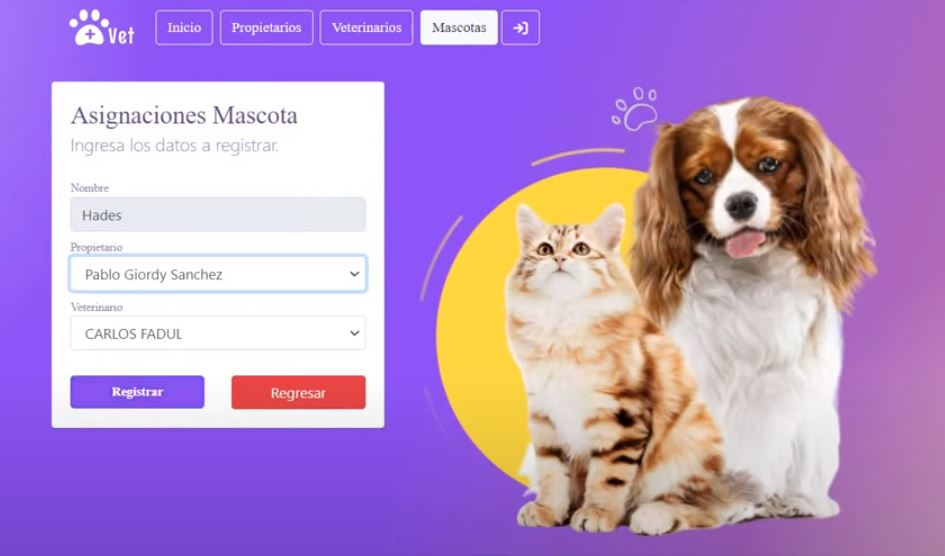 Vet
Inicio
Propietarios
Veterinarios
Mascotas
Asignaciones Mascota
Ingresa los datos a registrar.
Nombre
Hades
Propietario
Pablo Giordy Sanchez
Veterinario
CARLOS FADUL
Registrar
Regresar